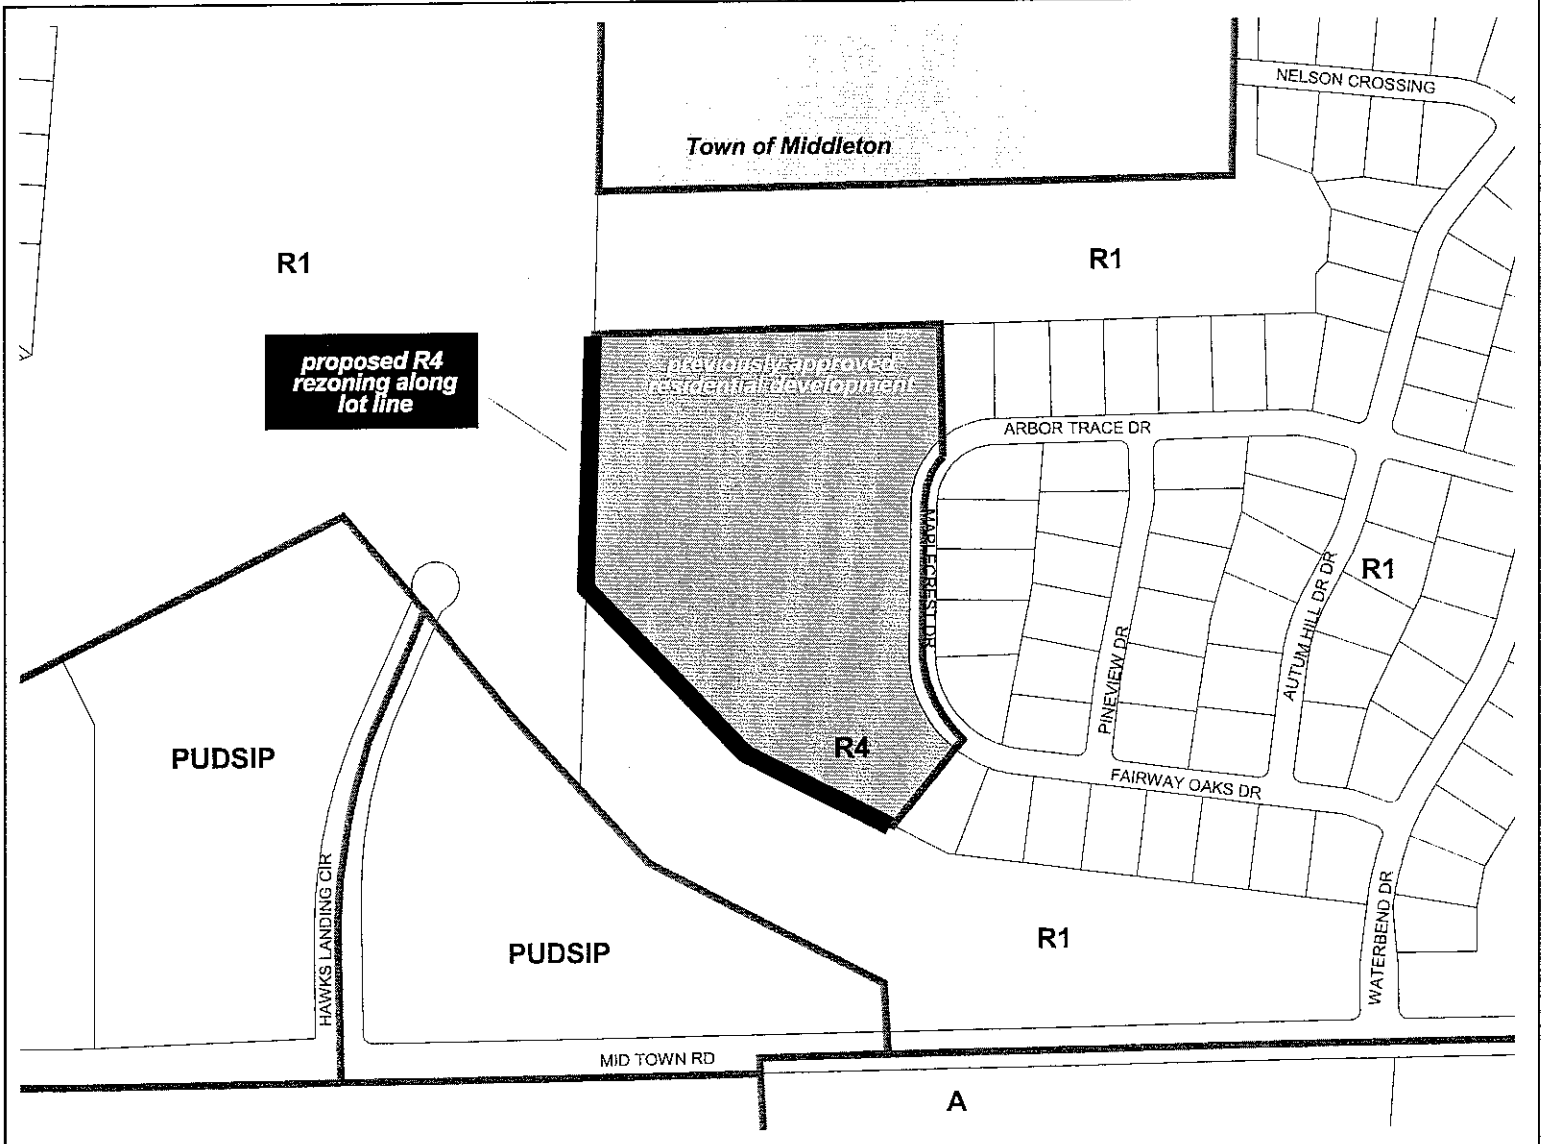 NELSON CROSSING
Town of Middleton
R1
R1
proposed R4
rezoning along
lot line
previously approved
residential development
ARBOR TRACE DR
MAPLECREST DR
R1
AUTUM HILL DR DR
PINEVIEW DR
R4
PUDSIP
FAIRWAY OAKS DR
HAWKS LANDING CIR
WATERBEND DR
R1
PUDSIP
MID TOWN RD
A